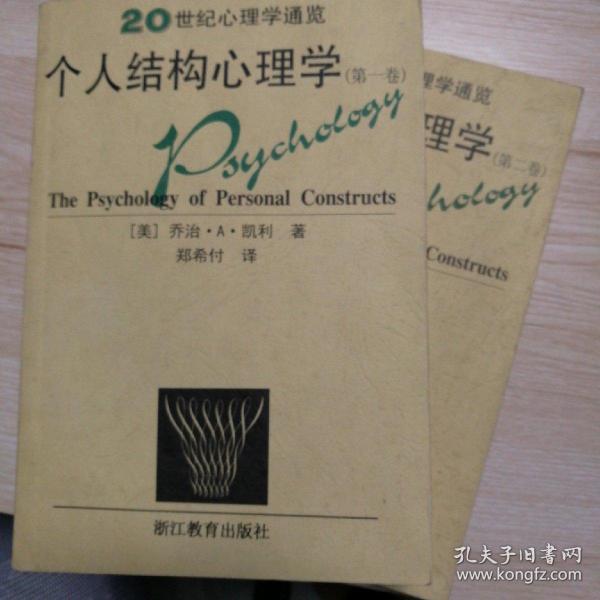 20世纪心理学通览
个人结构心理学(第一卷)
Psychology
The Psychology of Personal Constructs
[美] 乔治·A·凯利 著
郑希付 译
浙江教育出版社
理学通览
理学(第二卷)
hology
Constructs
孔夫子旧书网
www.kongfz.com